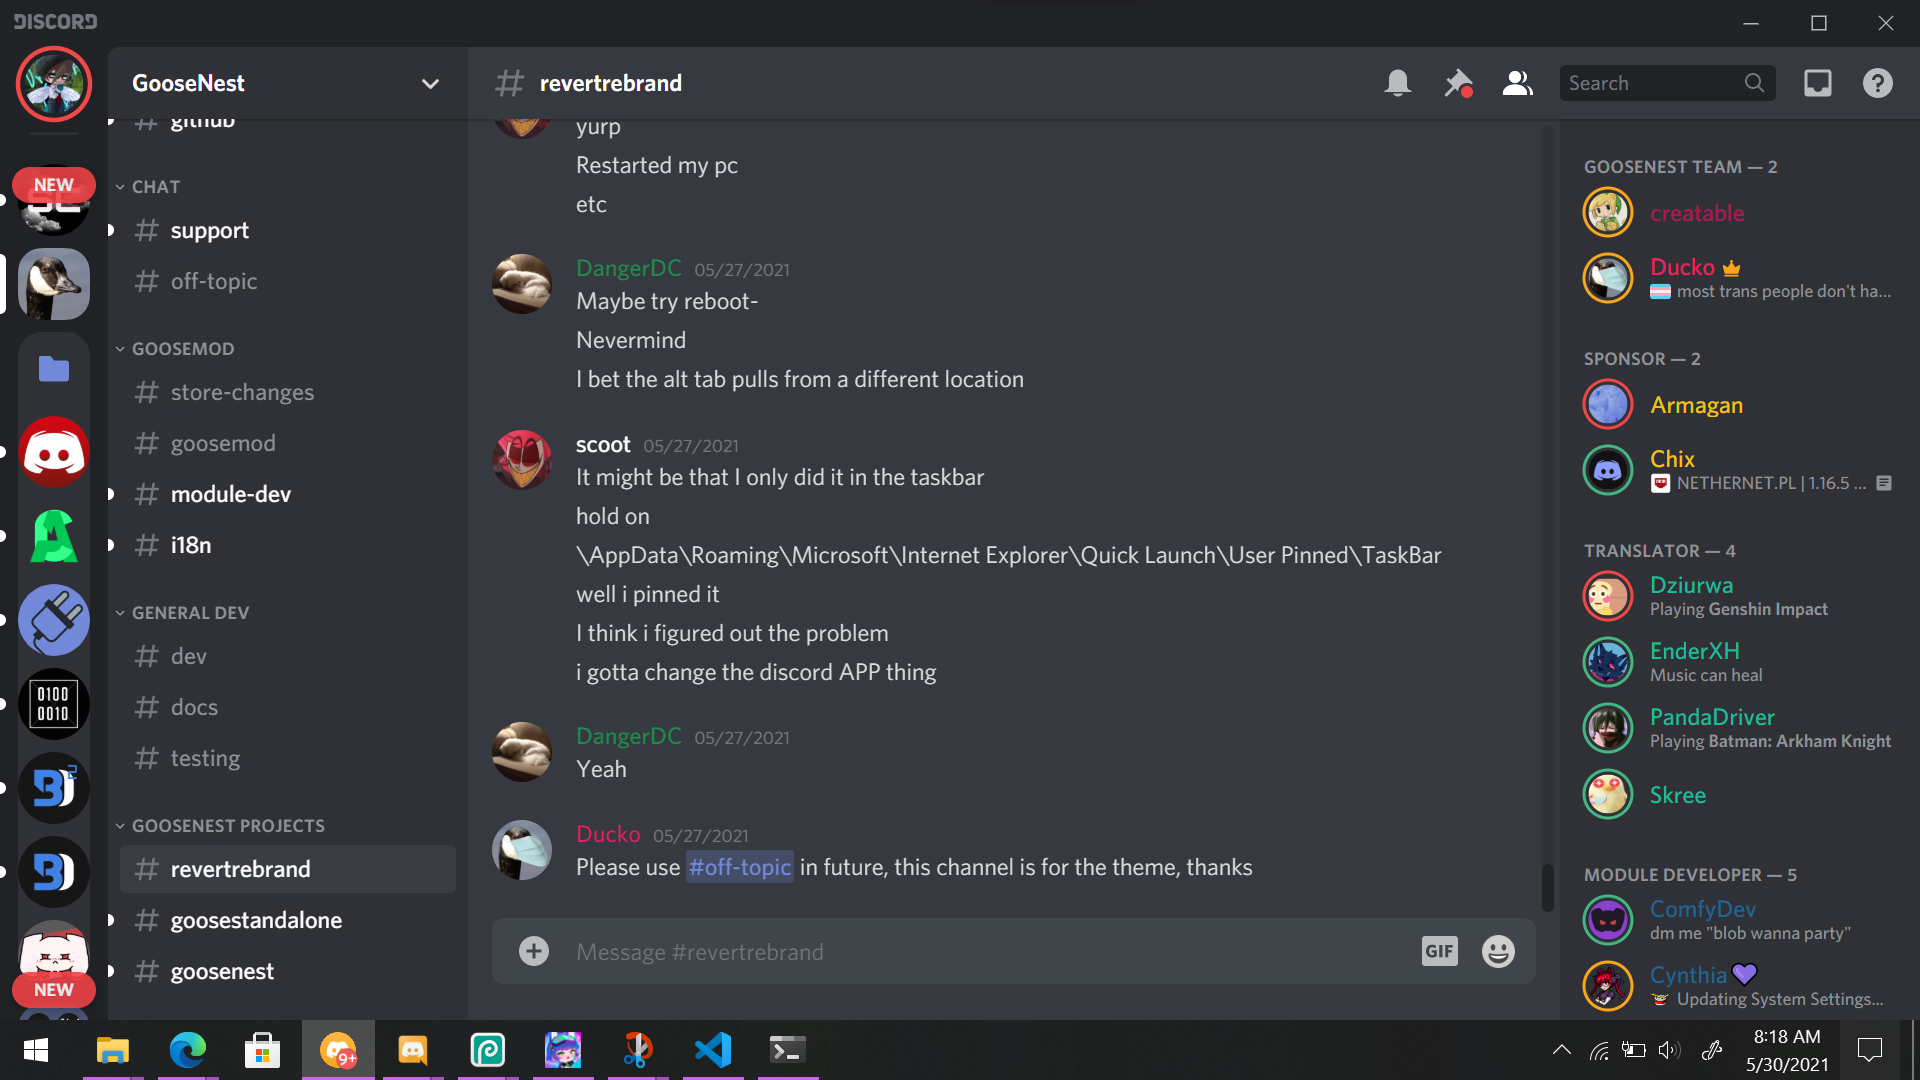 DISCORD
GooseNest
revertrebrand
Search
github
NEW
CHAT
support
off-topic
GOOSEMOD
store-changes
goosemod
module-dev
i18n
GENERAL DEV
dev
docs
testing
GOOSENEST PROJECTS
revertrebrand
goosestandalone
goosenest
0100
0010
2
NEW
yurp
Restarted my pc
etc
DangerDC 05/27/2021
Maybe try reboot-
Nevermind
I bet the alt tab pulls from a different location
scoot 05/27/2021
It might be that I only did it in the taskbar
hold on
\AppData\Roaming\Microsoft\Internet Explorer\Quick Launch\User Pinned\TaskBar
well i pinned it
I think i figured out the problem
i gotta change the discord APP thing
DangerDC 05/27/2021
Yeah
Ducko 05/27/2021
Please use #off-topic in future, this channel is for the theme, thanks
Message #revertrebrand
GIF
GOOSENEST TEAM — 2
creatable
Ducko
most trans people don't ha...
SPONSOR — 2
Armagan
Chix
NETHERNET.PL | 1.16.5 ...
TRANSLATOR — 4
Dziurwa
Playing Genshin Impact
EnderXH
Music can heal
PandaDriver
Playing Batman: Arkham Knight
Skree
MODULE DEVELOPER — 5
ComfyDev
dm me "blob wanna party"
Cynthia
Updating System Settings...
9+
8:18 AM
5/30/2021